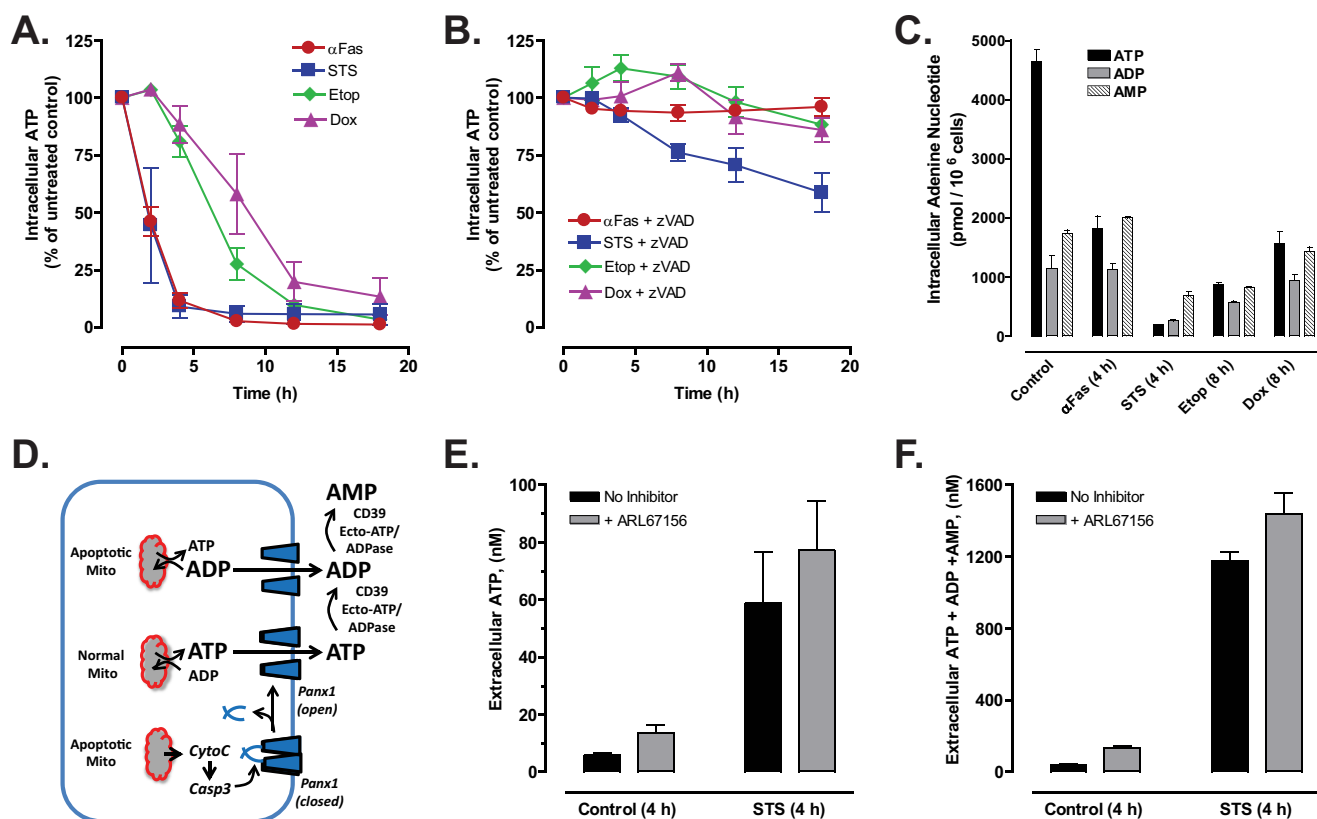 A.
Intracellular ATP
(% of untreated control)
125
100
75
50
25
0
αFas
STS
Etop
Dox
0
5
10
15
20
Time (h)
B.
Intracellular ATP
(% of untreated control)
125
100
75
50
25
0
αFas + zVAD
STS + zVAD
Etop + zVAD
Dox + zVAD
0
5
10
15
20
Time (h)
C.
Intracellular Adenine Nucleotide
(pmol / 10⁶ cells)
5000
4000
3000
2000
1000
0
ATP
ADP
AMP
Control
αFas (4 h)
STS (4 h)
Etop (8 h)
Dox (8 h)
D.
AMP
CD39
Ecto-ATP/
ADPase
Apoptotic
Mito
ATP
ADP
ADP
CD39
Ecto-ATP/
ADPase
Normal
Mito
ATP
ADP
ATP
Panx1
(open)
Apoptotic
Mito
CytoC
Casp3
Panx1
(closed)
E.
Extracellular ATP, (nM)
100
80
60
40
20
0
No Inhibitor
+ ARL67156
Control (4 h)
STS (4 h)
F.
Extracellular ATP + ADP +AMP, (nM)
1600
1200
800
400
0
No Inhibitor
+ ARL67156
Control (4 h)
STS (4 h)